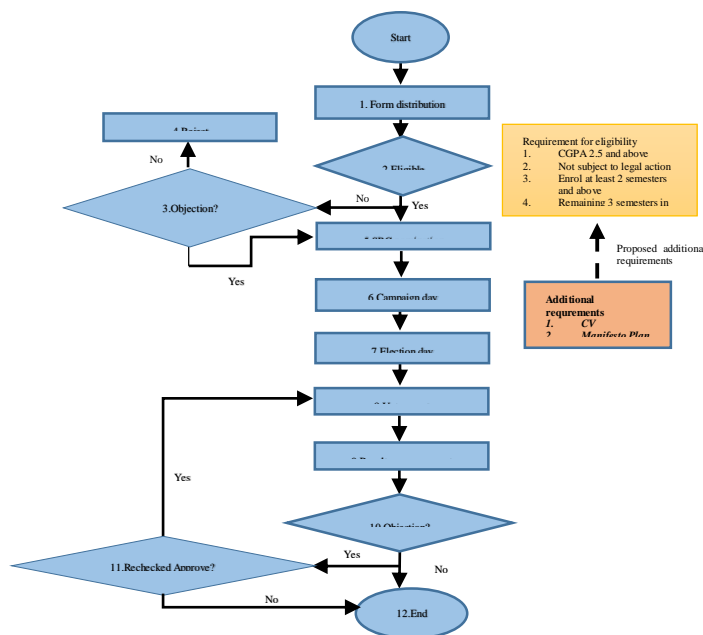 Start
1. Form distribution
4.Reject
No
2.Eligible
3.Objection?
No
Yes
Yes
6.Campaign day
7.Election day
Yes
10.Objection?
11.Rechecked Approve?
Yes
No
No
12.End
Requirement for eligibility
1. CGPA 2.5 and above
2. Not subject to legal action
3. Enrol at least 2 semesters
and above
4. Remaining 3 semesters in
Proposed additiona
requirements
Additional
requrements
1. CV
2. Manifesto Plan